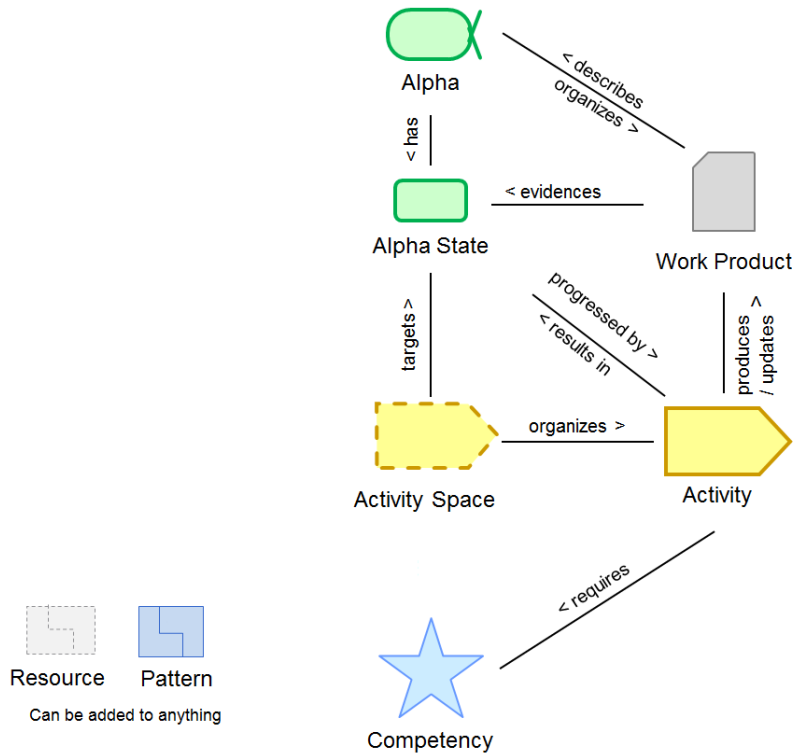 Alpha
< describes
organizes >
< has
< evidences
Alpha State
Work Product
targets >
progressed by >
< results in
produces >
/ updates
organizes >
Activity Space
Activity
< requires
Resource
Pattern
Can be added to anything
Competency